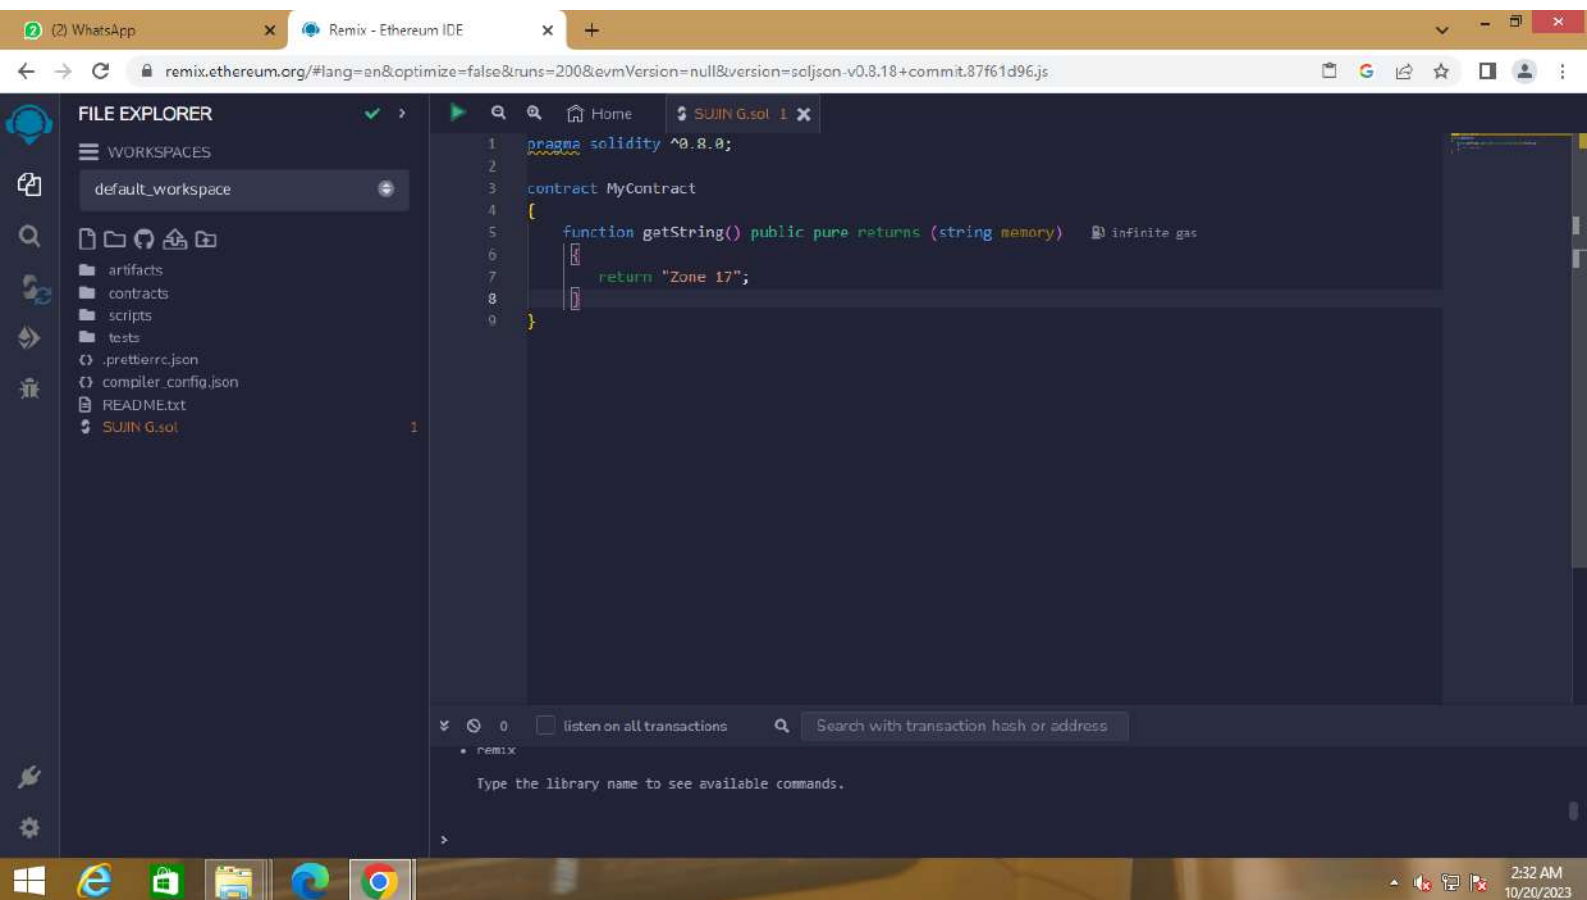 (2) WhatsApp
Remix - Ethereum IDE
remix.ethereum.org/#lang=en&optimize=false&runs=200&evmVersion=null&version=soljson-v0.8.18+commit.87f61d96.js
FILE EXPLORER
WORKSPACES
default_workspace
artifacts
contracts
scripts
tests
.prettierrc.json
compiler_config.json
README.txt
SUJIN G.sol 1
Home
SUJIN G.sol 1
1 pragma solidity ^0.8.0;
2
3 contract MyContract
4 {
5 function getString() public pure returns (string memory) infinite gas
6 {
7 return "Zone 17";
8 }
9 }
0 listen on all transactions
Search with transaction hash or address
• remix
Type the library name to see available commands.
>
2:32 AM
10/20/2023